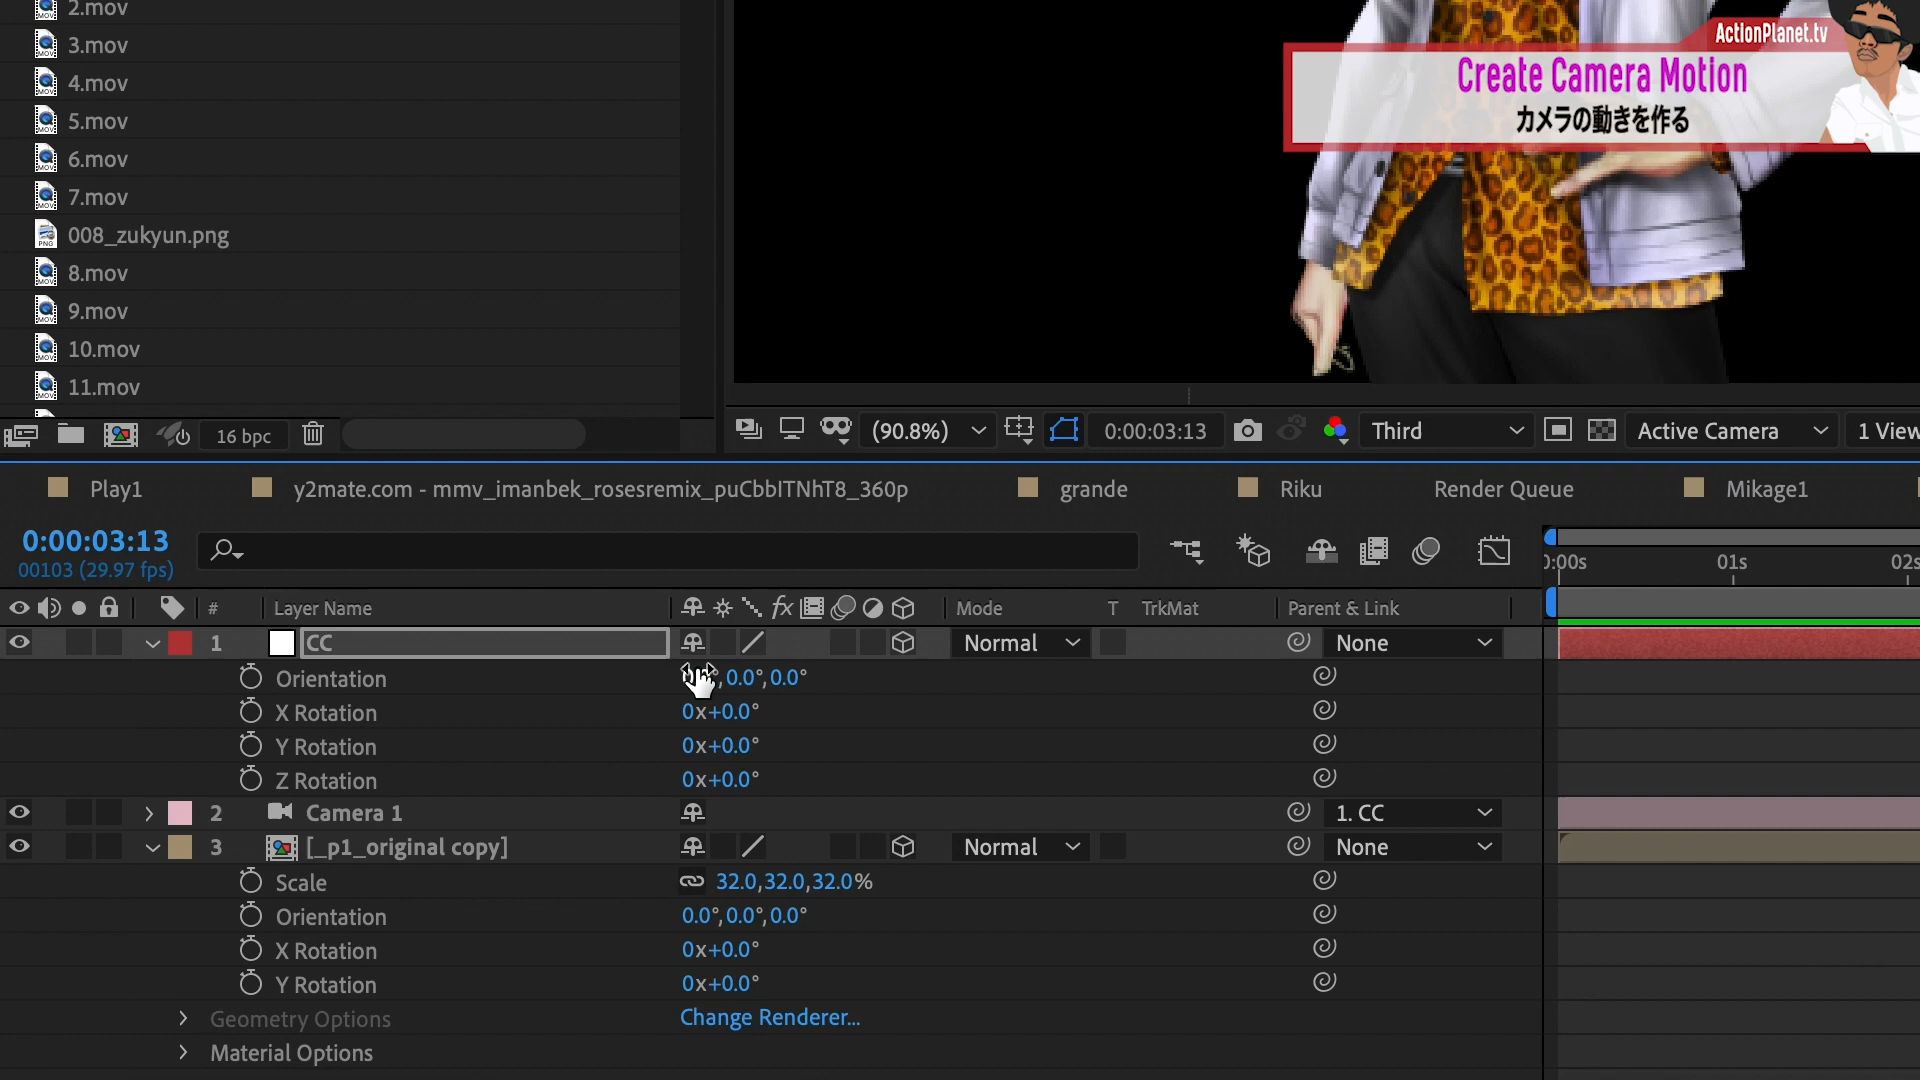 2.mov
3.mov
4.mov
5.mov
6.mov
7.mov
008_zukyun.png
8.mov
9.mov
10.mov
11.mov
16 bpc
ActionPlanet.tv
Create Camera Motion
カメラの動きを作る
(90.8%) 0:00:03:13 Third Active Camera 1 View
Play1 y2mate.com - mmv_imanbek_rosesremix_puCbbITNhT8_360p grande Riku Render Queue Mikage1
0:00:03:13
00103 (29.97 fps)
:00s 01s 02s
# Layer Name fx Mode T TrkMat Parent & Link
1 CC Normal None
Orientation °,0.0°,0.0°
X Rotation 0x+0.0°
Y Rotation 0x+0.0°
Z Rotation 0x+0.0°
2 Camera 1 1. CC
3 [_p1_original copy] Normal None
Scale 32.0,32.0,32.0%
Orientation 0.0°,0.0°,0.0°
X Rotation 0x+0.0°
Y Rotation 0x+0.0°
Geometry Options Change Renderer...
Material Options